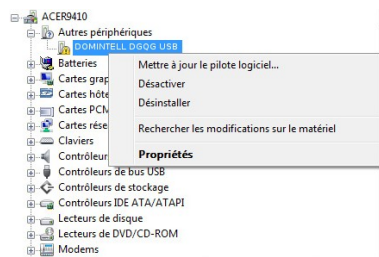 ACER9410
Autres périphériques
DOMINTELL DGQG USB
Batteries
Cartes grap
Cartes hôte
Cartes PCM
Cartes rése
Claviers
Contrôleur
Contrôleurs de bus USB
Contrôleurs de stockage
Contrôleurs IDE ATA/ATAPI
Lecteurs de disque
Lecteurs de DVD/CD-ROM
Modems
Mettre à jour le pilote logiciel...
Désactiver
Désinstaller
Rechercher les modifications sur le matériel
Propriétés